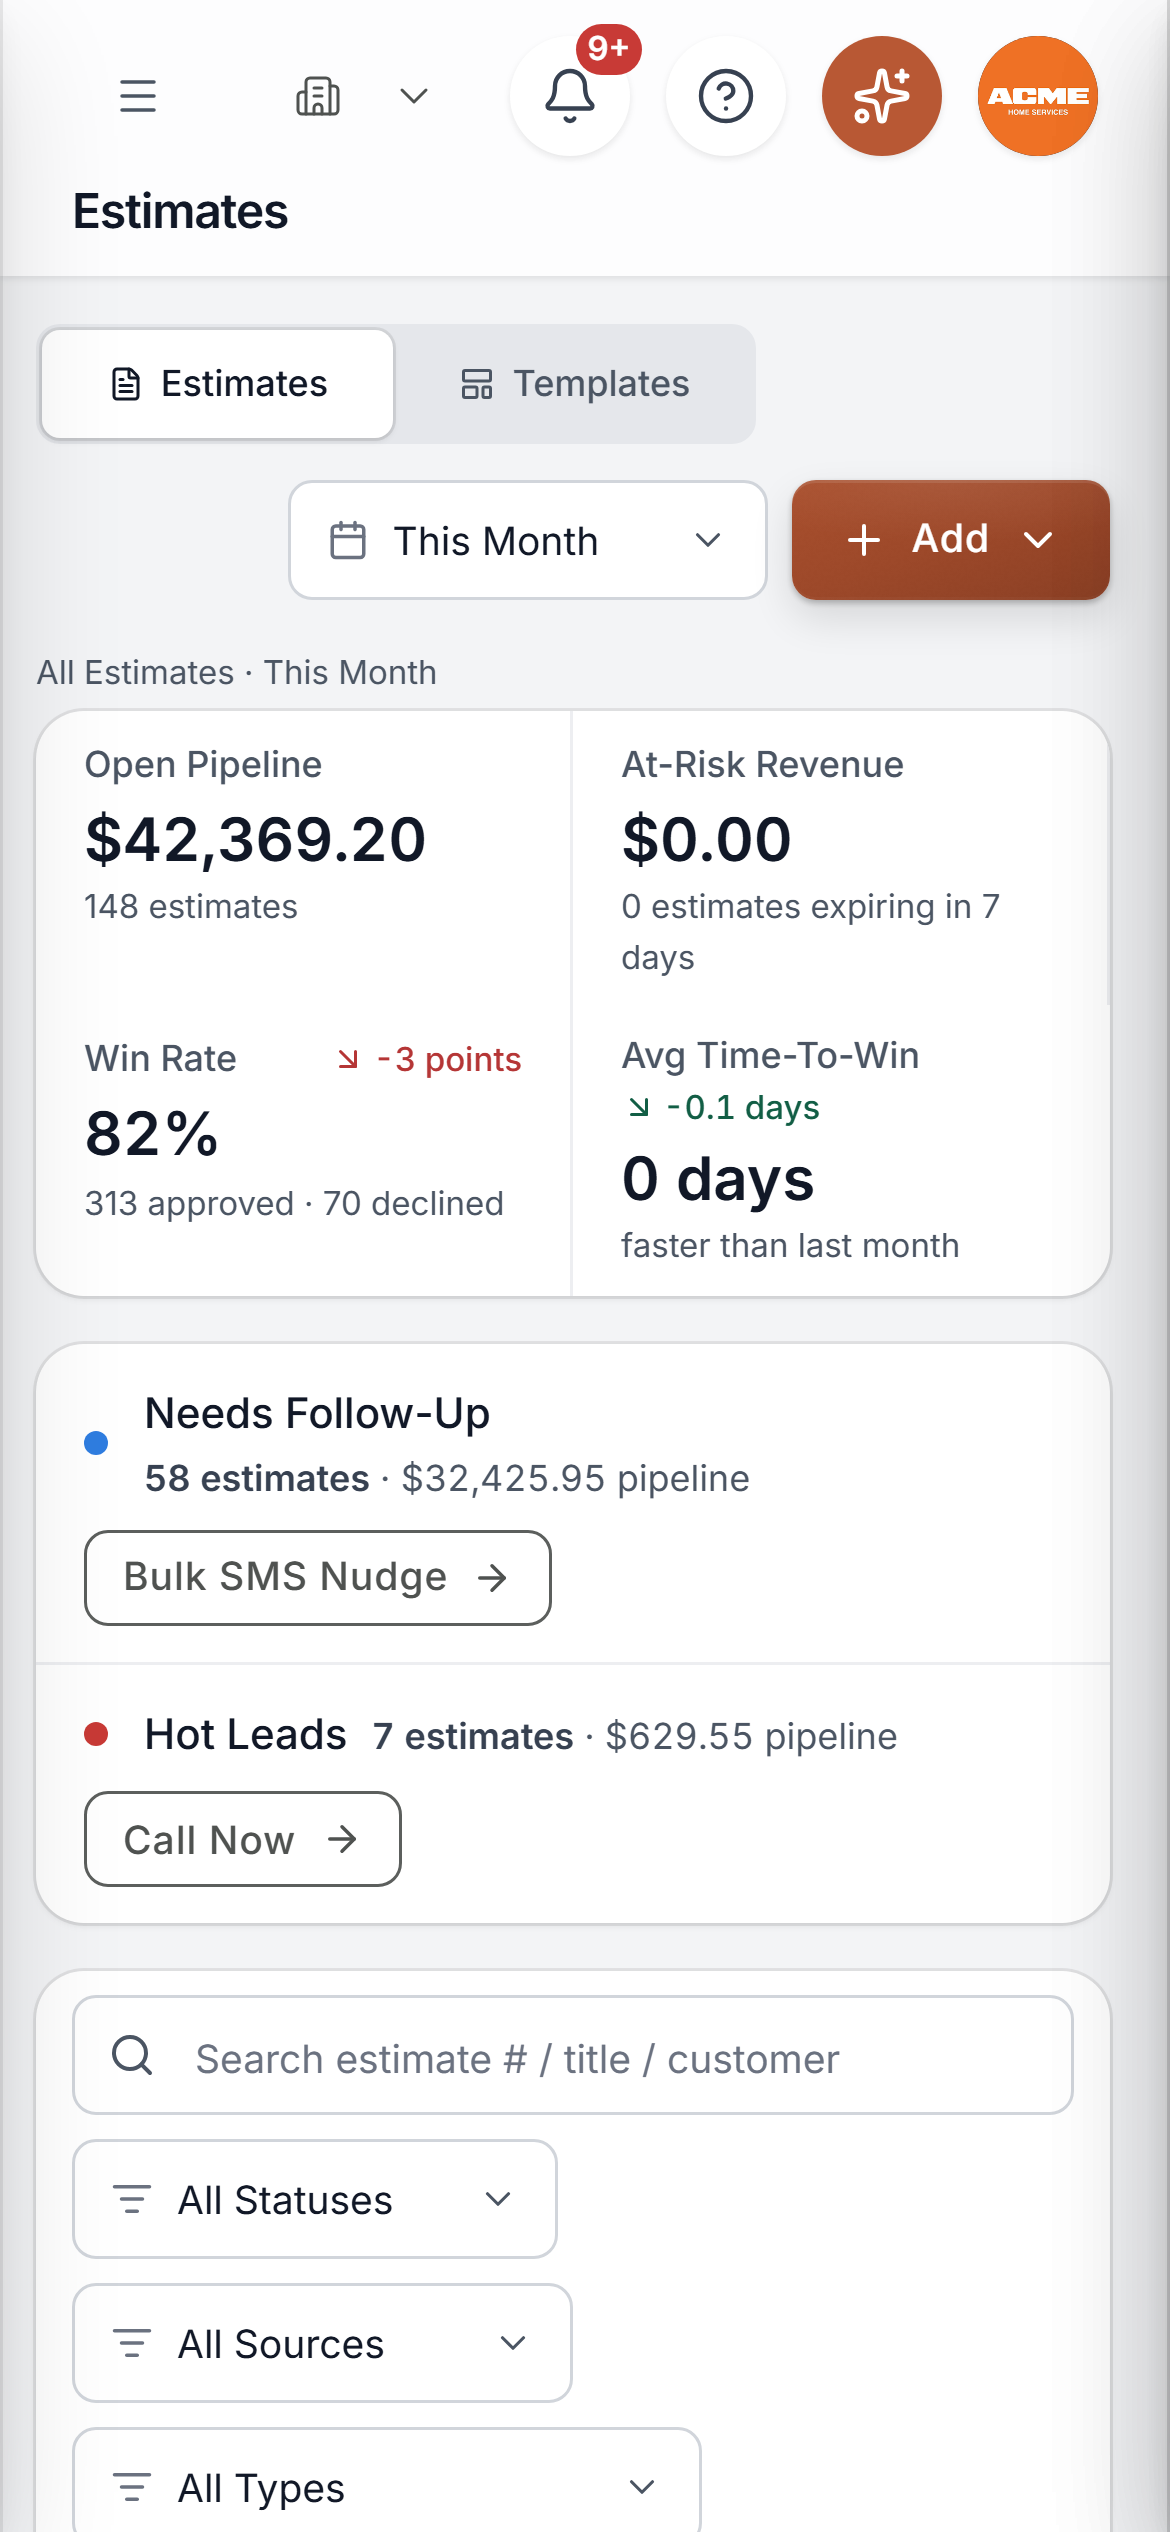 9+
ACME
HOME SERVICES
Estimates
Estimates
Templates
This Month
Add
All Estimates · This Month
Open Pipeline
$42,369.20
148 estimates
At-Risk Revenue
$0.00
0 estimates expiring in 7
days
Win Rate
-3 points
82%
313 approved · 70 declined
Avg Time-To-Win
-0.1 days
0 days
faster than last month
Needs Follow-Up
58 estimates · $32,425.95 pipeline
Bulk SMS Nudge
Hot Leads 7 estimates · $629.55 pipeline
Call Now
Search estimate # / title / customer
All Statuses
All Sources
All Types